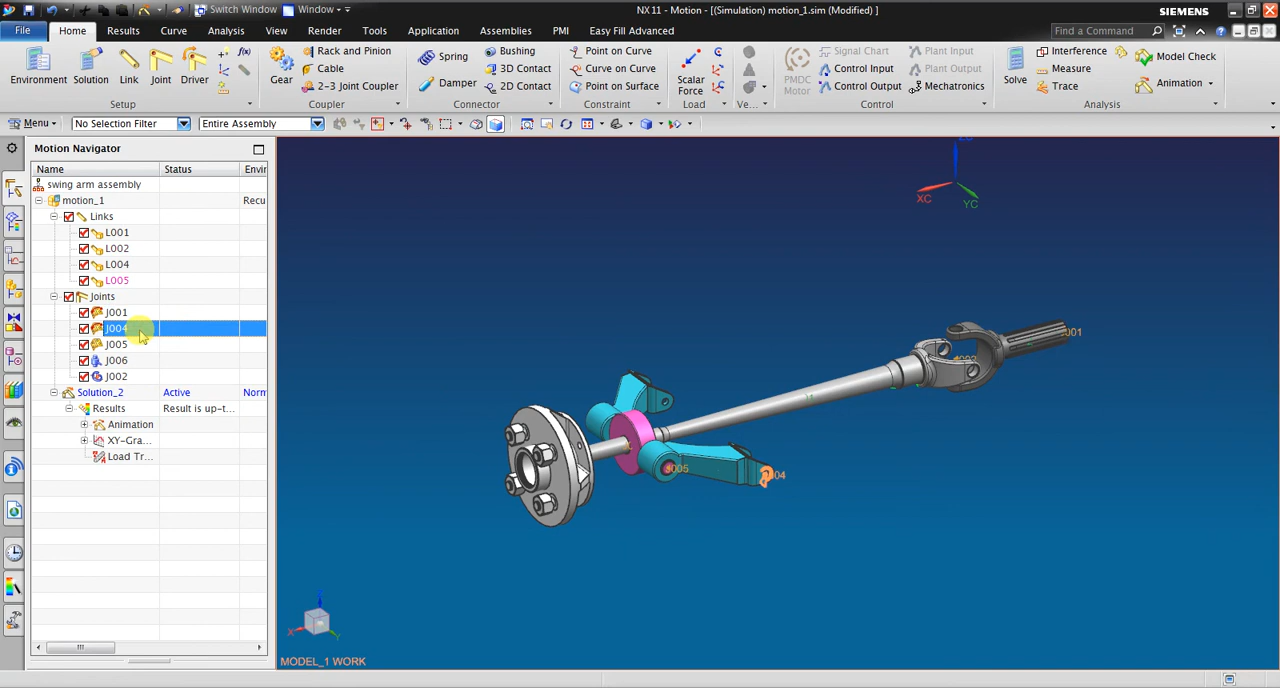 Switch Window
Window
NX 11 - Motion - [(Simulation) motion_1.sim (Modified) ]
SIEMENS
File
Home
Results
Curve
Analysis
View
Render
Tools
Application
Assemblies
PMI
Easy Fill Advanced
Find a Command
Environment
Solution
Link
Joint
Driver
f(x)
Setup
Gear
Rack and Pinion
Cable
2-3 Joint Coupler
Coupler
Spring
Damper
Bushing
3D Contact
2D Contact
Connector
Point on Curve
Curve on Curve
Point on Surface
Constraint
Scalar
Force
Load
Ve...
PMDC
Motor
Signal Chart
Control Input
Control Output
Plant Input
Plant Output
Mechatronics
Control
Solve
Interference
Measure
Trace
Model Check
Animation
Analysis
Menu
No Selection Filter
Entire Assembly
Motion Navigator
Name
Status
Envir
swing arm assembly
motion_1
Recu
Links
L001
L002
L004
L005
Joints
J001
J004
J005
J006
J002
Solution_2
Active
Norm
Results
Result is up-t...
Animation
XY-Gra...
Load Tr...
XC
YC
J005
X
Y
MODEL_1 WORK